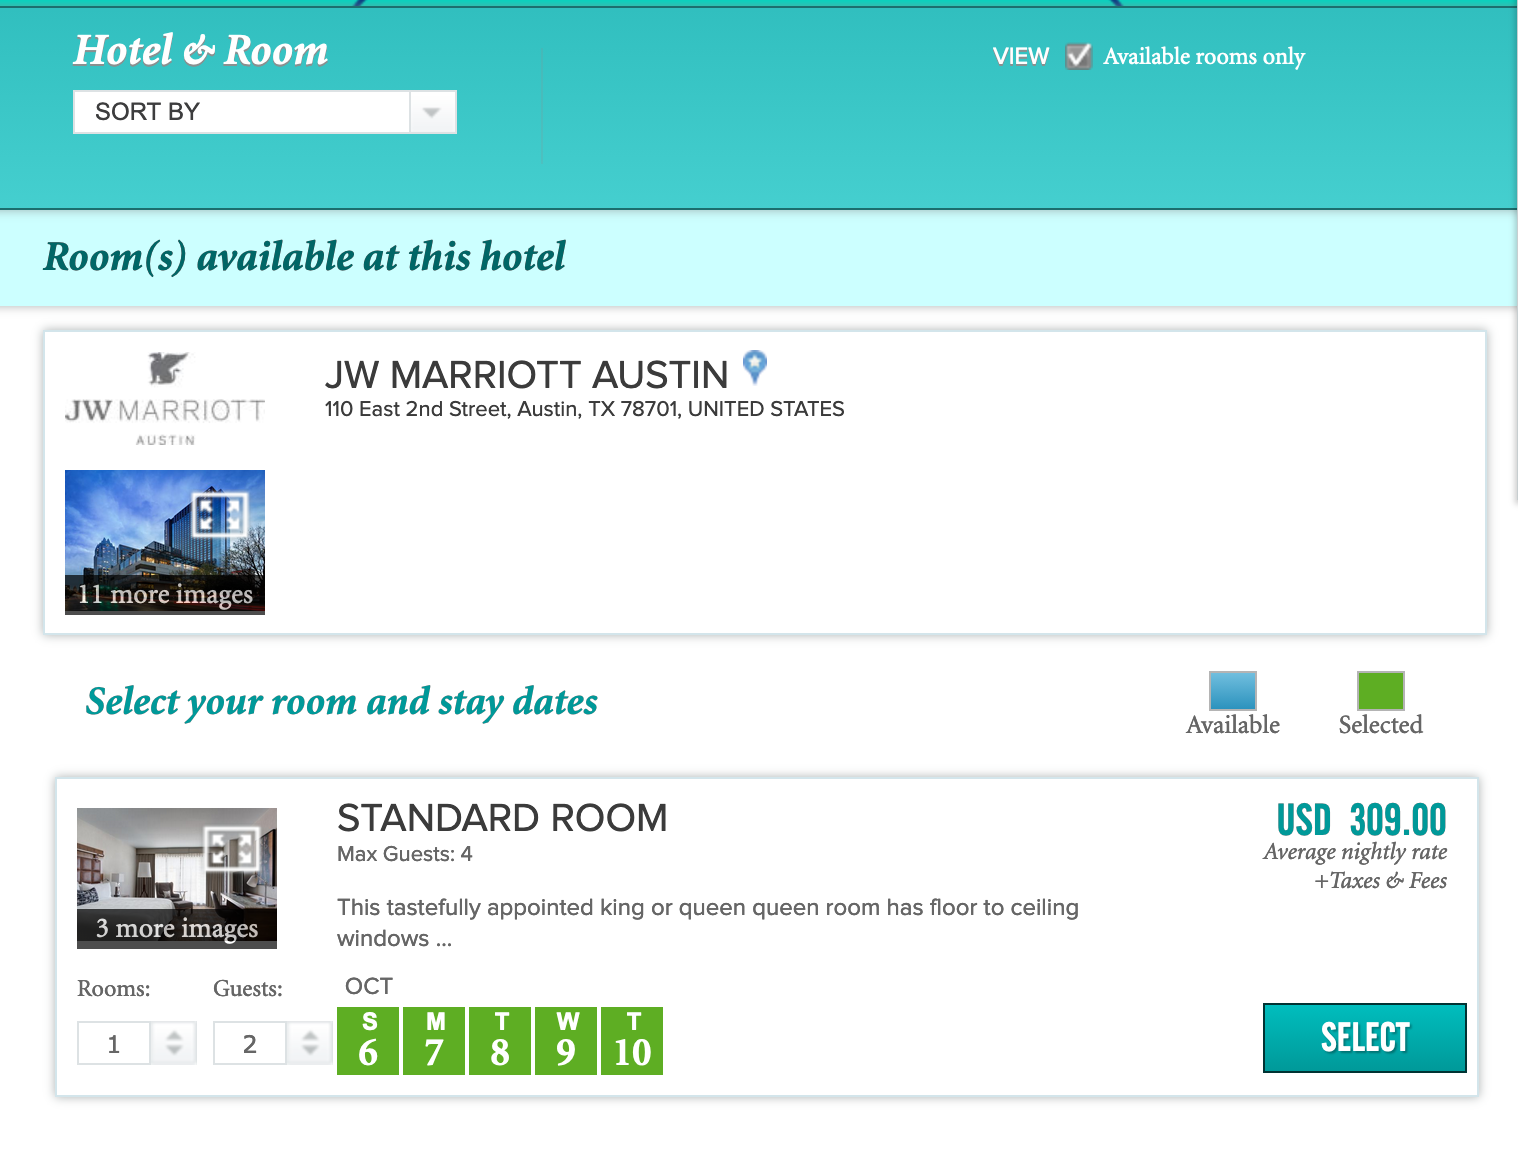 Hotel & Room
VIEW Available rooms only
SORT BY
Room(s) available at this hotel
JW MARRIOTT
AUSTIN
JW MARRIOTT AUSTIN
110 East 2nd Street, Austin, TX 78701, UNITED STATES
11 more images
Select your room and stay dates
Available
Selected
STANDARD ROOM
Max Guests: 4
USD 309.00
Average nightly rate
+Taxes & Fees
This tastefully appointed king or queen queen room has floor to ceiling
windows ...
3 more images
Rooms:
Guests:
OCT
1
2
S M T W T
6 7 8 9 10
SELECT